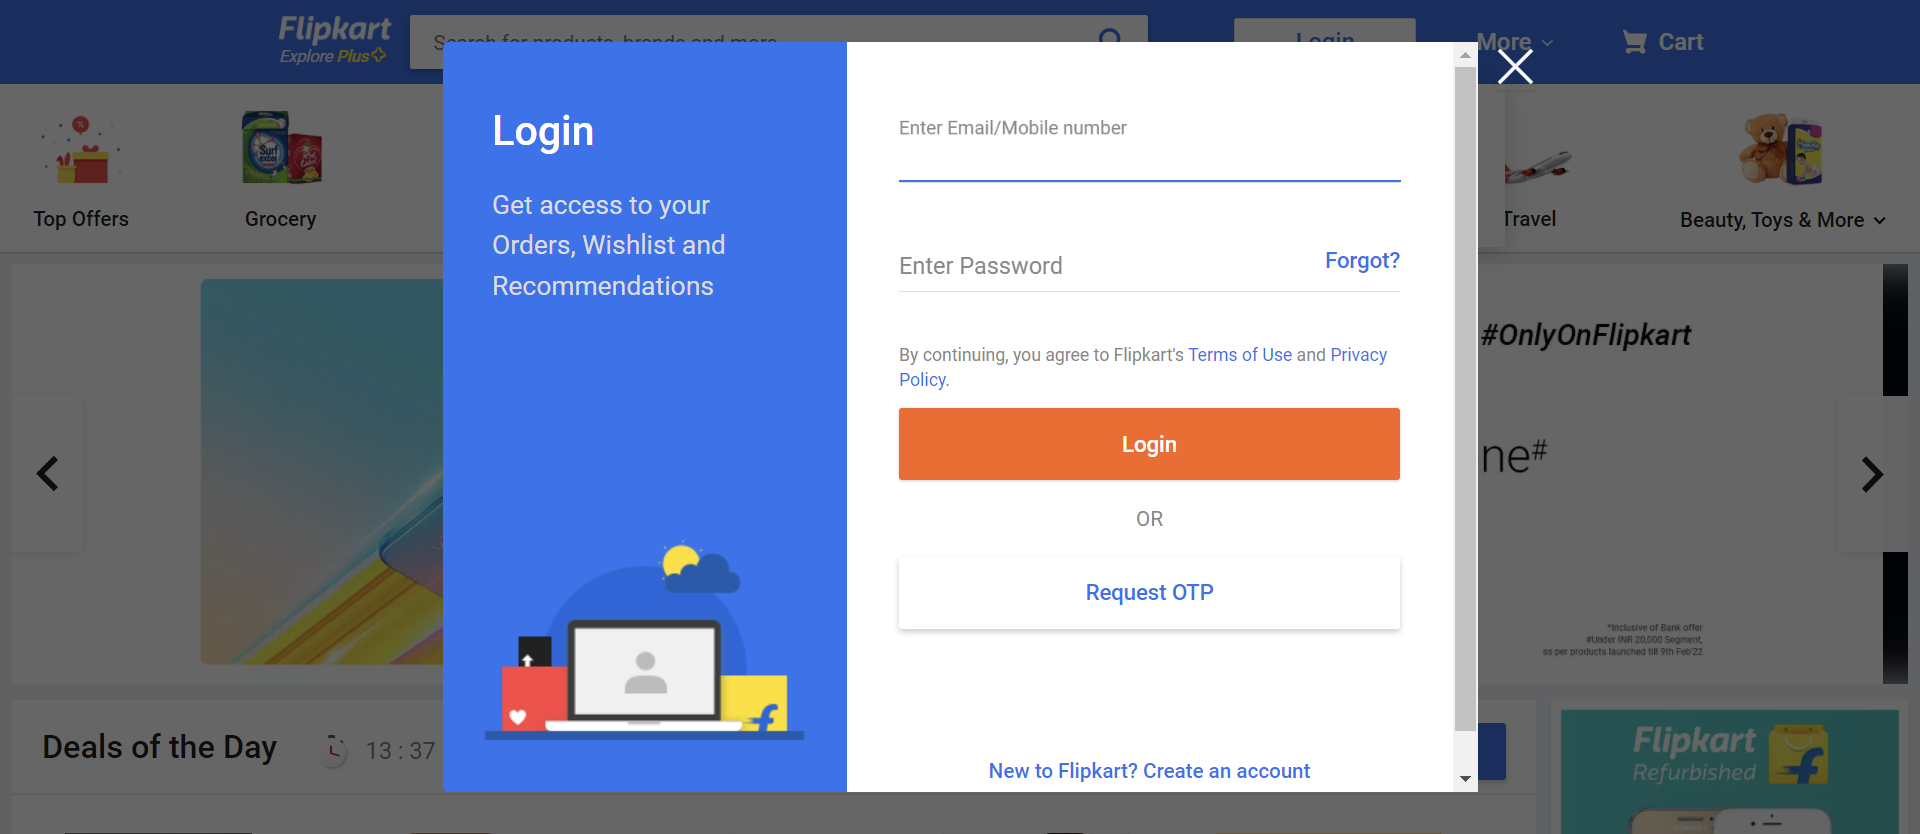 Flipkart
Explore Plus
Search for products, brands and more
Login
More
Cart
Top Offers
Grocery
Travel
Beauty, Toys & More
Login
Get access to your
Orders, Wishlist and
Recommendations
Enter Email/Mobile number
Enter Password
Forgot?
By continuing, you agree to Flipkart's Terms of Use and Privacy
Policy.
Login
OR
Request OTP
New to Flipkart? Create an account
#OnlyOnFlipkart
ne#
*Inclusive of Bank offer
#Under INR 20,000 Segment,
as per products launched till 9th Feb'22
Deals of the Day
13 : 37
Flipkart
Refurbished